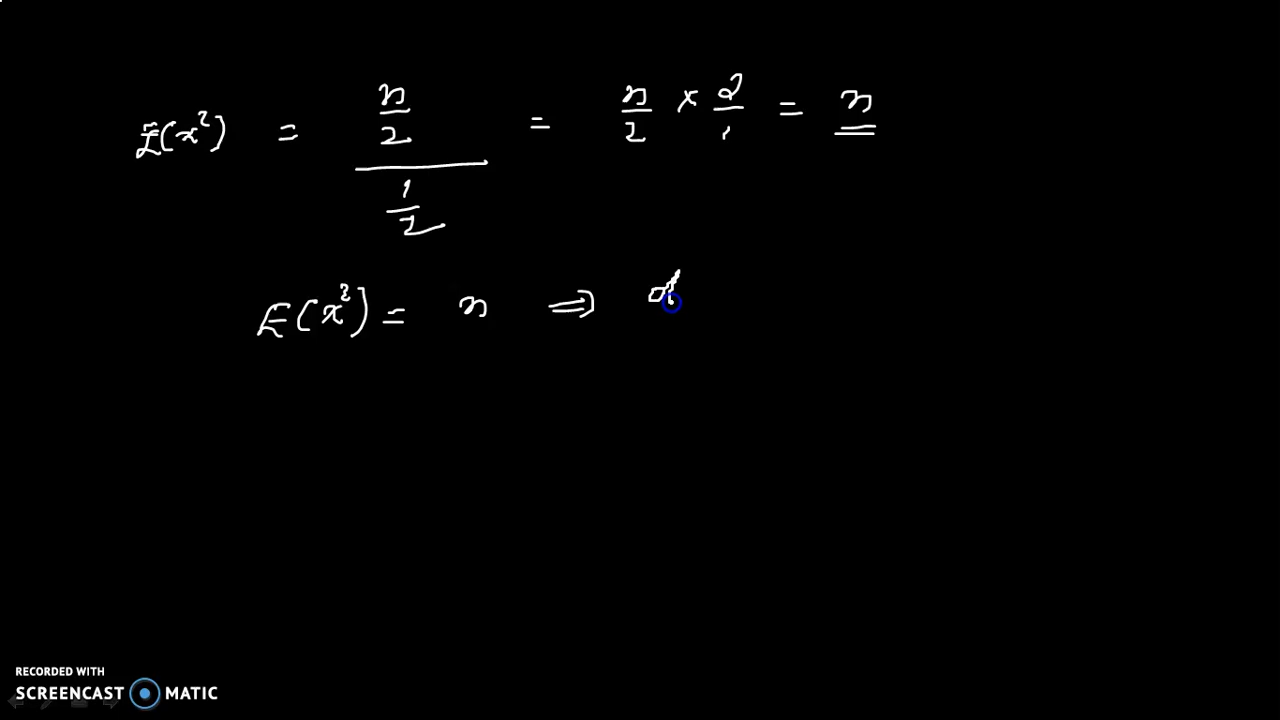 E(x²) = n/2 / 1/2 = n/2 × 2/1 = n
E(x²) = n ⇒ d
RECORDED WITH
SCREENCAST MATIC